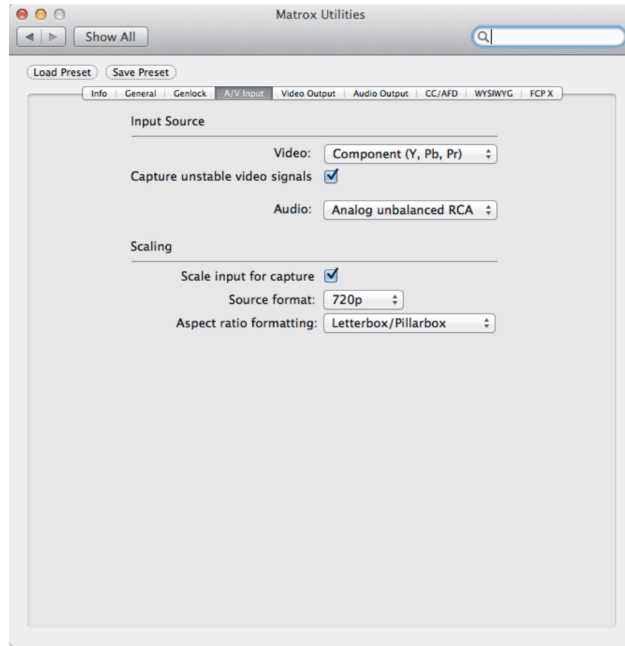 Matrox Utilities
Show All
Load Preset Save Preset
Info General Genlock A/V Input Video Output Audio Output CC/AFD WYSIWYG FCP X
Input Source
Video: Component (Y, Pb, Pr)
Capture unstable video signals
Audio: Analog unbalanced RCA
Scaling
Scale input for capture
Source format: 720p
Aspect ratio formatting: Letterbox/Pillarbox